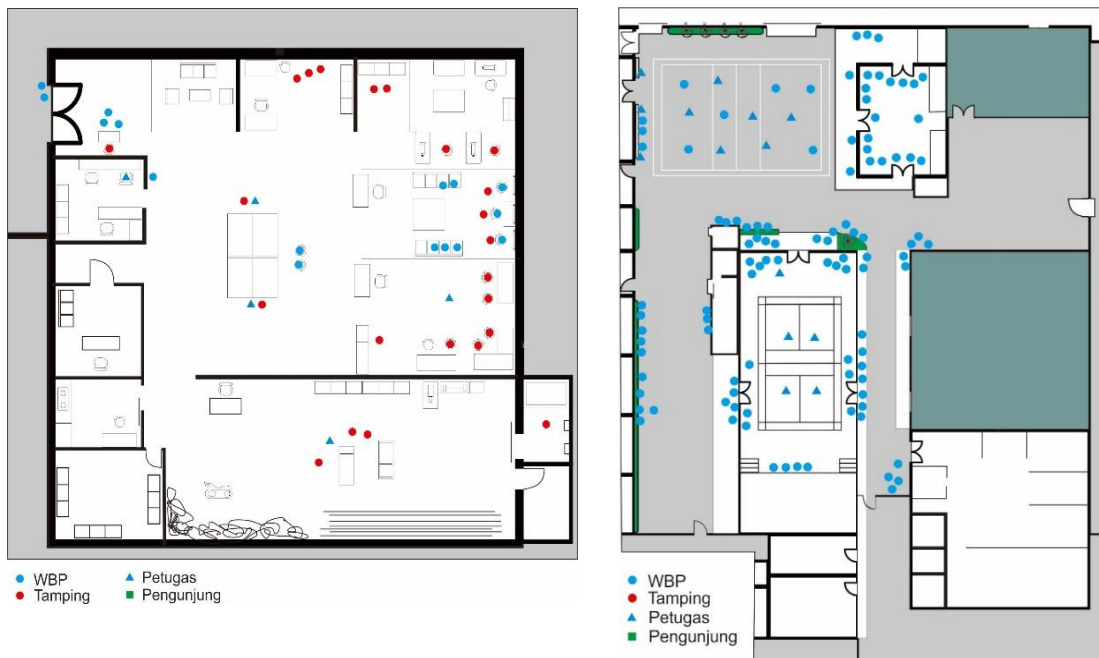 WBP
Tamping
Petugas
Pengunjung
WBP
Tamping
Petugas
Pengunjung